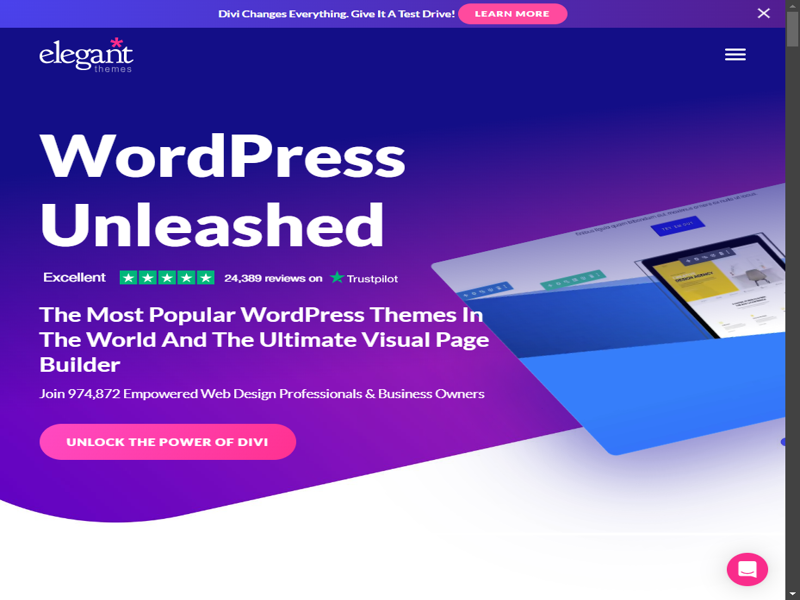 Divi Changes Everything. Give It A Test Drive! LEARN MORE
elegant
themes
WordPress
Unleashed
Excellent 24,389 reviews on Trustpilot
The Most Popular WordPress Themes In
The World And The Ultimate Visual Page
Builder
Join 974,872 Empowered Web Design Professionals & Business Owners
UNLOCK THE POWER OF DIVI
DESIGN AGENCY